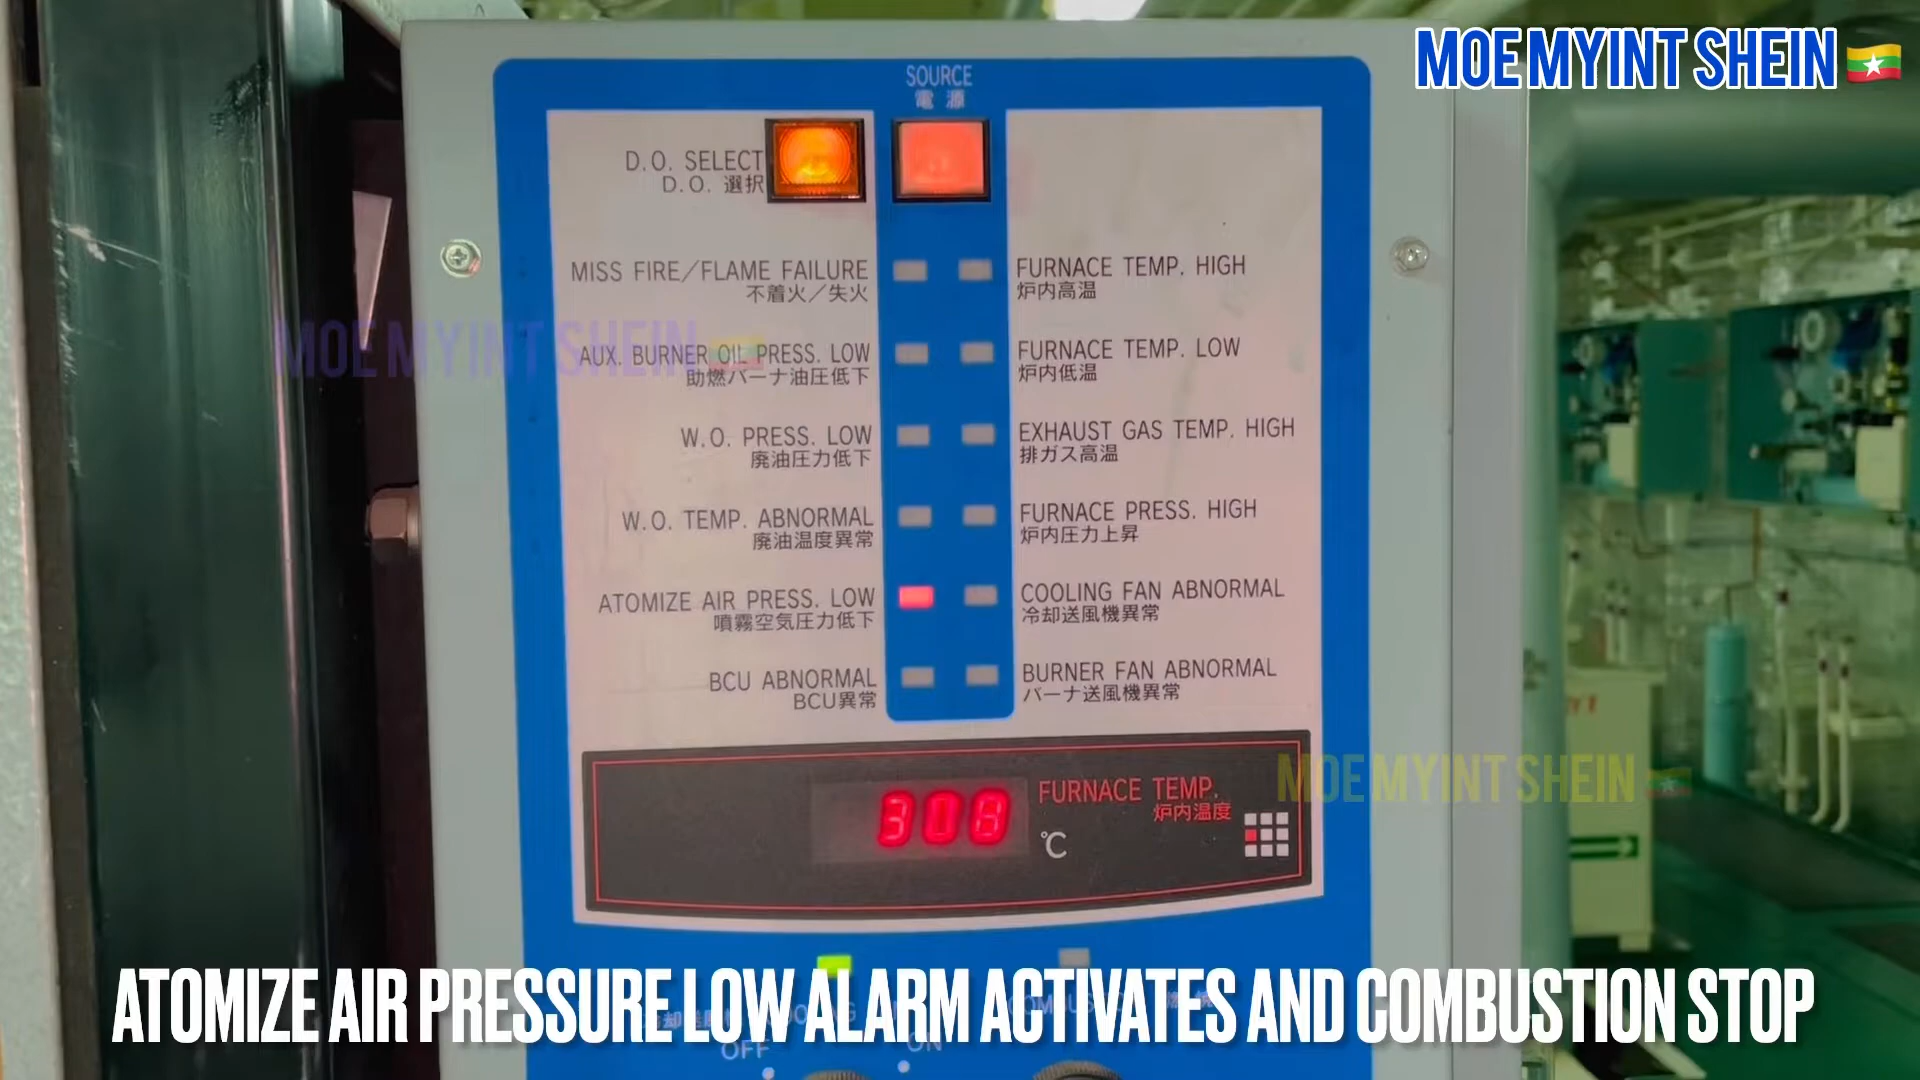 MOE MYINT SHEIN
SOURCE
電源
D.O. SELECT
D.O. 選択
MISS FIRE/FLAME FAILURE
不着火/失火
FURNACE TEMP. HIGH
炉内高温
MOE MYINT SHEIN
AUX. BURNER OIL PRESS. LOW
助燃バーナ油圧低下
FURNACE TEMP. LOW
炉内低温
W.O. PRESS. LOW
廃油圧力低下
EXHAUST GAS TEMP. HIGH
排ガス高温
W.O. TEMP. ABNORMAL
廃油温度異常
FURNACE PRESS. HIGH
炉内圧力上昇
ATOMIZE AIR PRESS. LOW
噴霧空気圧力低下
COOLING FAN ABNORMAL
冷却送風機異常
BCU ABNORMAL
BCU異常
BURNER FAN ABNORMAL
バーナ送風機異常
308
FURNACE TEMP.
炉内温度
℃
MOE MYINT SHEIN
ATOMIZE AIR PRESSURE LOW ALARM ACTIVATES AND COMBUSTION STOP
OFF
ON